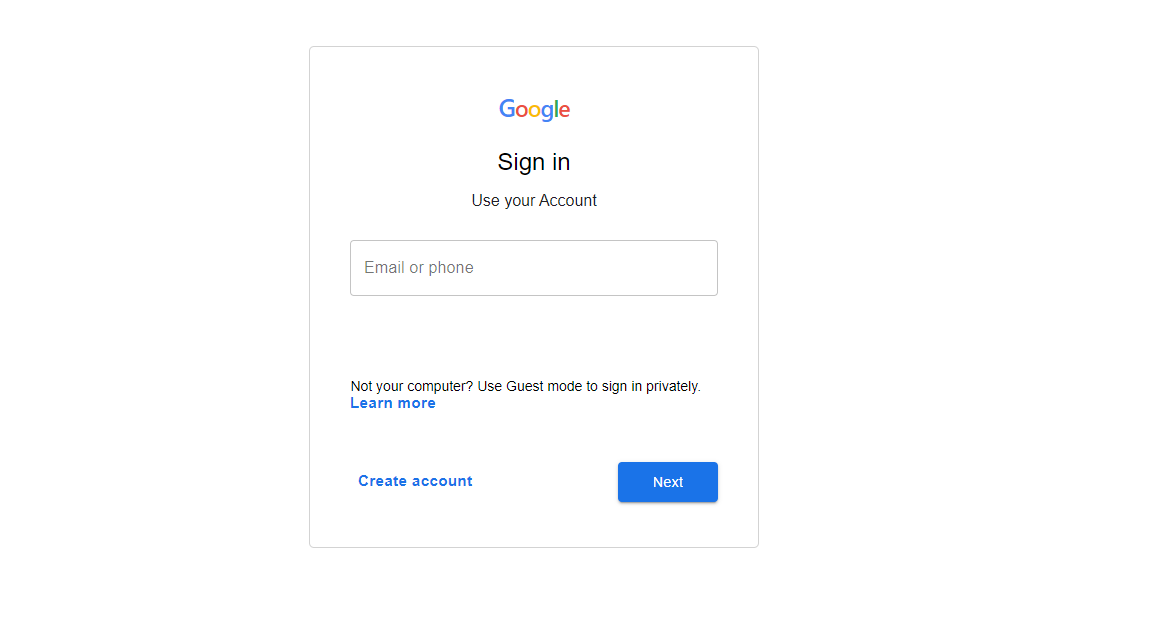 Google
Sign in
Use your Account
Email or phone
Not your computer? Use Guest mode to sign in privately.
Learn more
Create account
Next